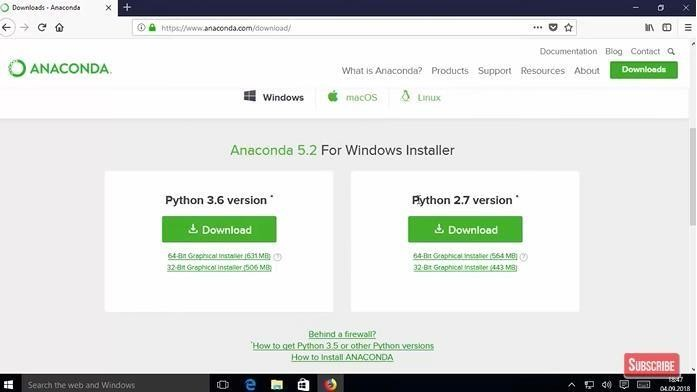 Downloads - Anaconda
https://www.anaconda.com/download/
Documentation Blog Contact
ANACONDA.
What is Anaconda? Products Support Resources About Downloads
Windows macOS Linux
Anaconda 5.2 For Windows Installer
Python 3.6 version *
Download
64-Bit Graphical Installer (631 MB) ?
32-Bit Graphical Installer (506 MB)
Python 2.7 version *
Download
64-Bit Graphical Installer (564 MB) ?
32-Bit Graphical Installer (443 MB)
Behind a firewall?
*How to get Python 3.5 or other Python versions
How to Install ANACONDA
Search the web and Windows
SUBSCRIBE
18:47
04.09.2018